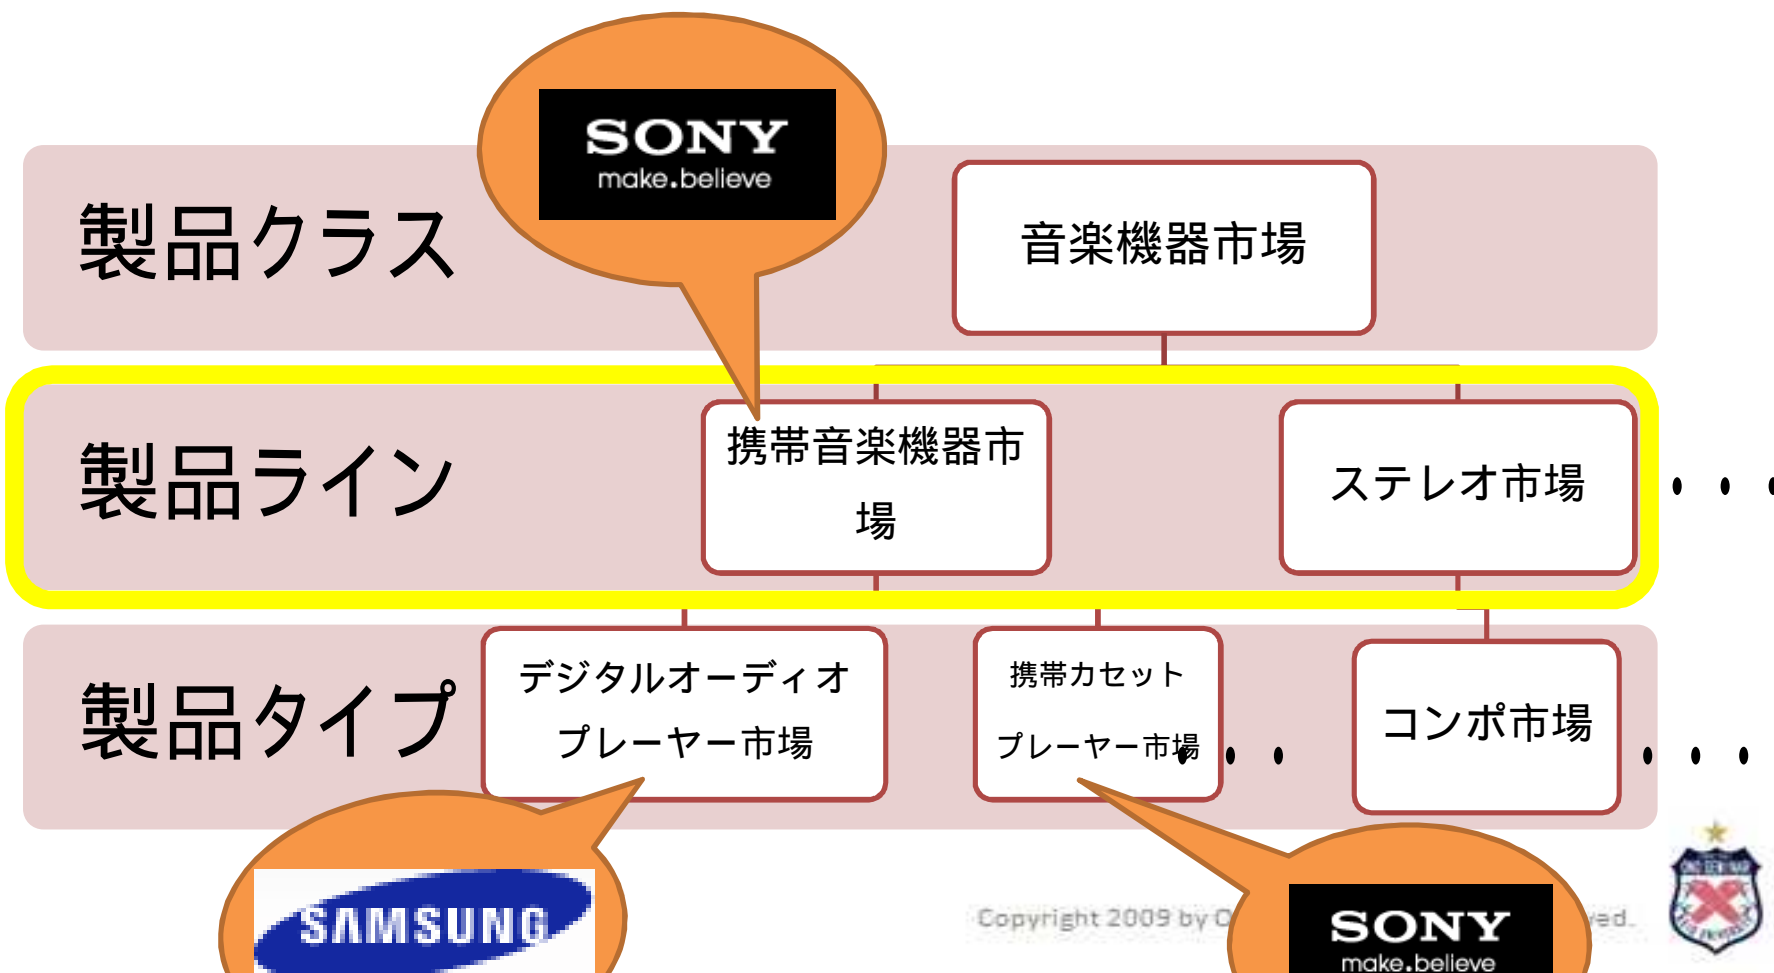 SONY
make.believe
製品クラス
音楽機器市場
製品ライン
携帯音楽機器市
場
ステレオ市場
・・・
製品タイプ
デジタルオーディオ
プレーヤー市場
携帯カセット
プレーヤー市場
・・・
コンポ市場
・・・
SAMSUNG
Copyright 2009 by
SONY
make.believe